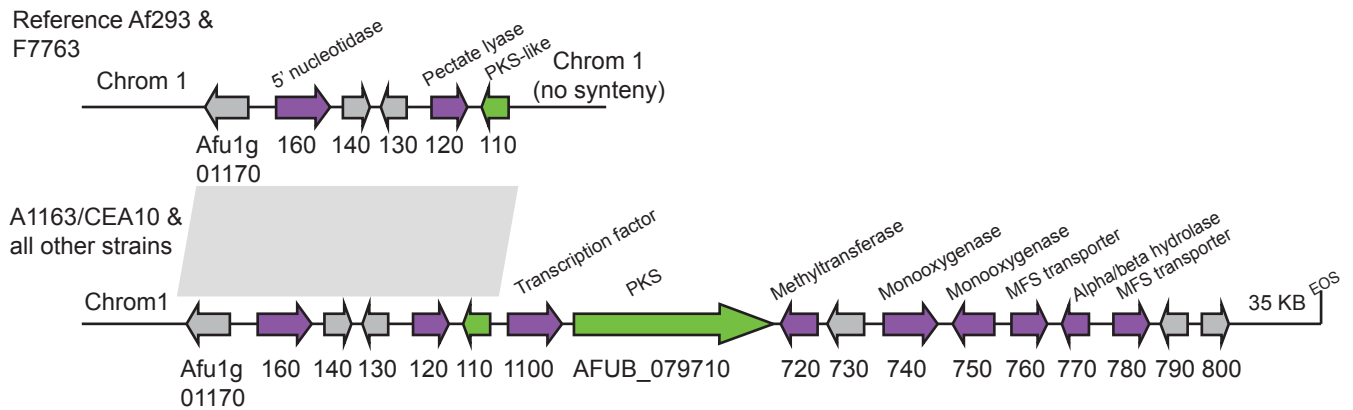 Reference Af293 &
F7763
Chrom 1
5' nucleotidase
Pectate lyase
PKS-like
Chrom 1
(no synteny)
Afu1g
01170
160
140
130
120
110
A1163/CEA10 &
all other strains
Chrom1
Transcription factor
PKS
Methyltransferase
Monooxygenase
Monooxygenase
MFS transporter
Alpha/beta hydrolase
MFS transporter
35 KB
EOS
Afu1g
01170
160
140
130
120
110
1100
AFUB_079710
720
730
740
750
760
770
780
790
800